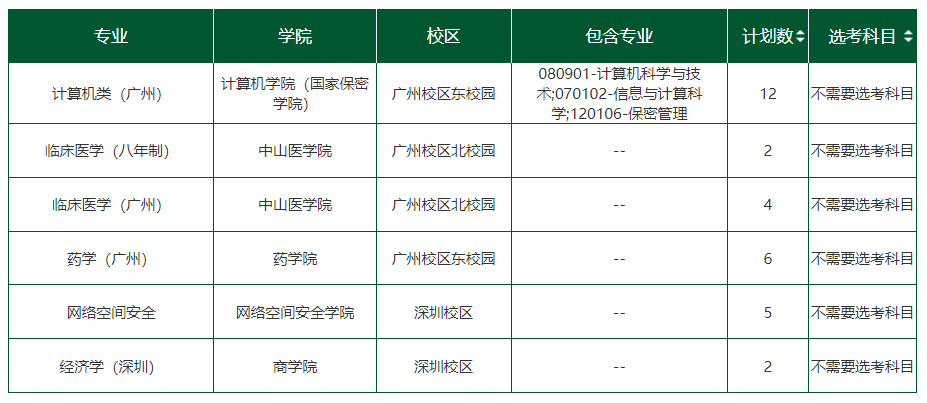 专业 学院 校区 包含专业 计划数 选考科目
计算机类（广州） 计算机学院（国家保密学院） 广州校区东校园 080901-计算机科学与技术;070102-信息与计算科学;120106-保密管理 12 不需要选考科目
临床医学（八年制） 中山医学院 广州校区北校园 -- 2 不需要选考科目
临床医学（广州） 中山医学院 广州校区北校园 -- 4 不需要选考科目
药学（广州） 药学院 广州校区东校园 -- 6 不需要选考科目
网络空间安全 网络空间安全学院 深圳校区 -- 5 不需要选考科目
经济学（深圳） 商学院 深圳校区 -- 2 不需要选考科目